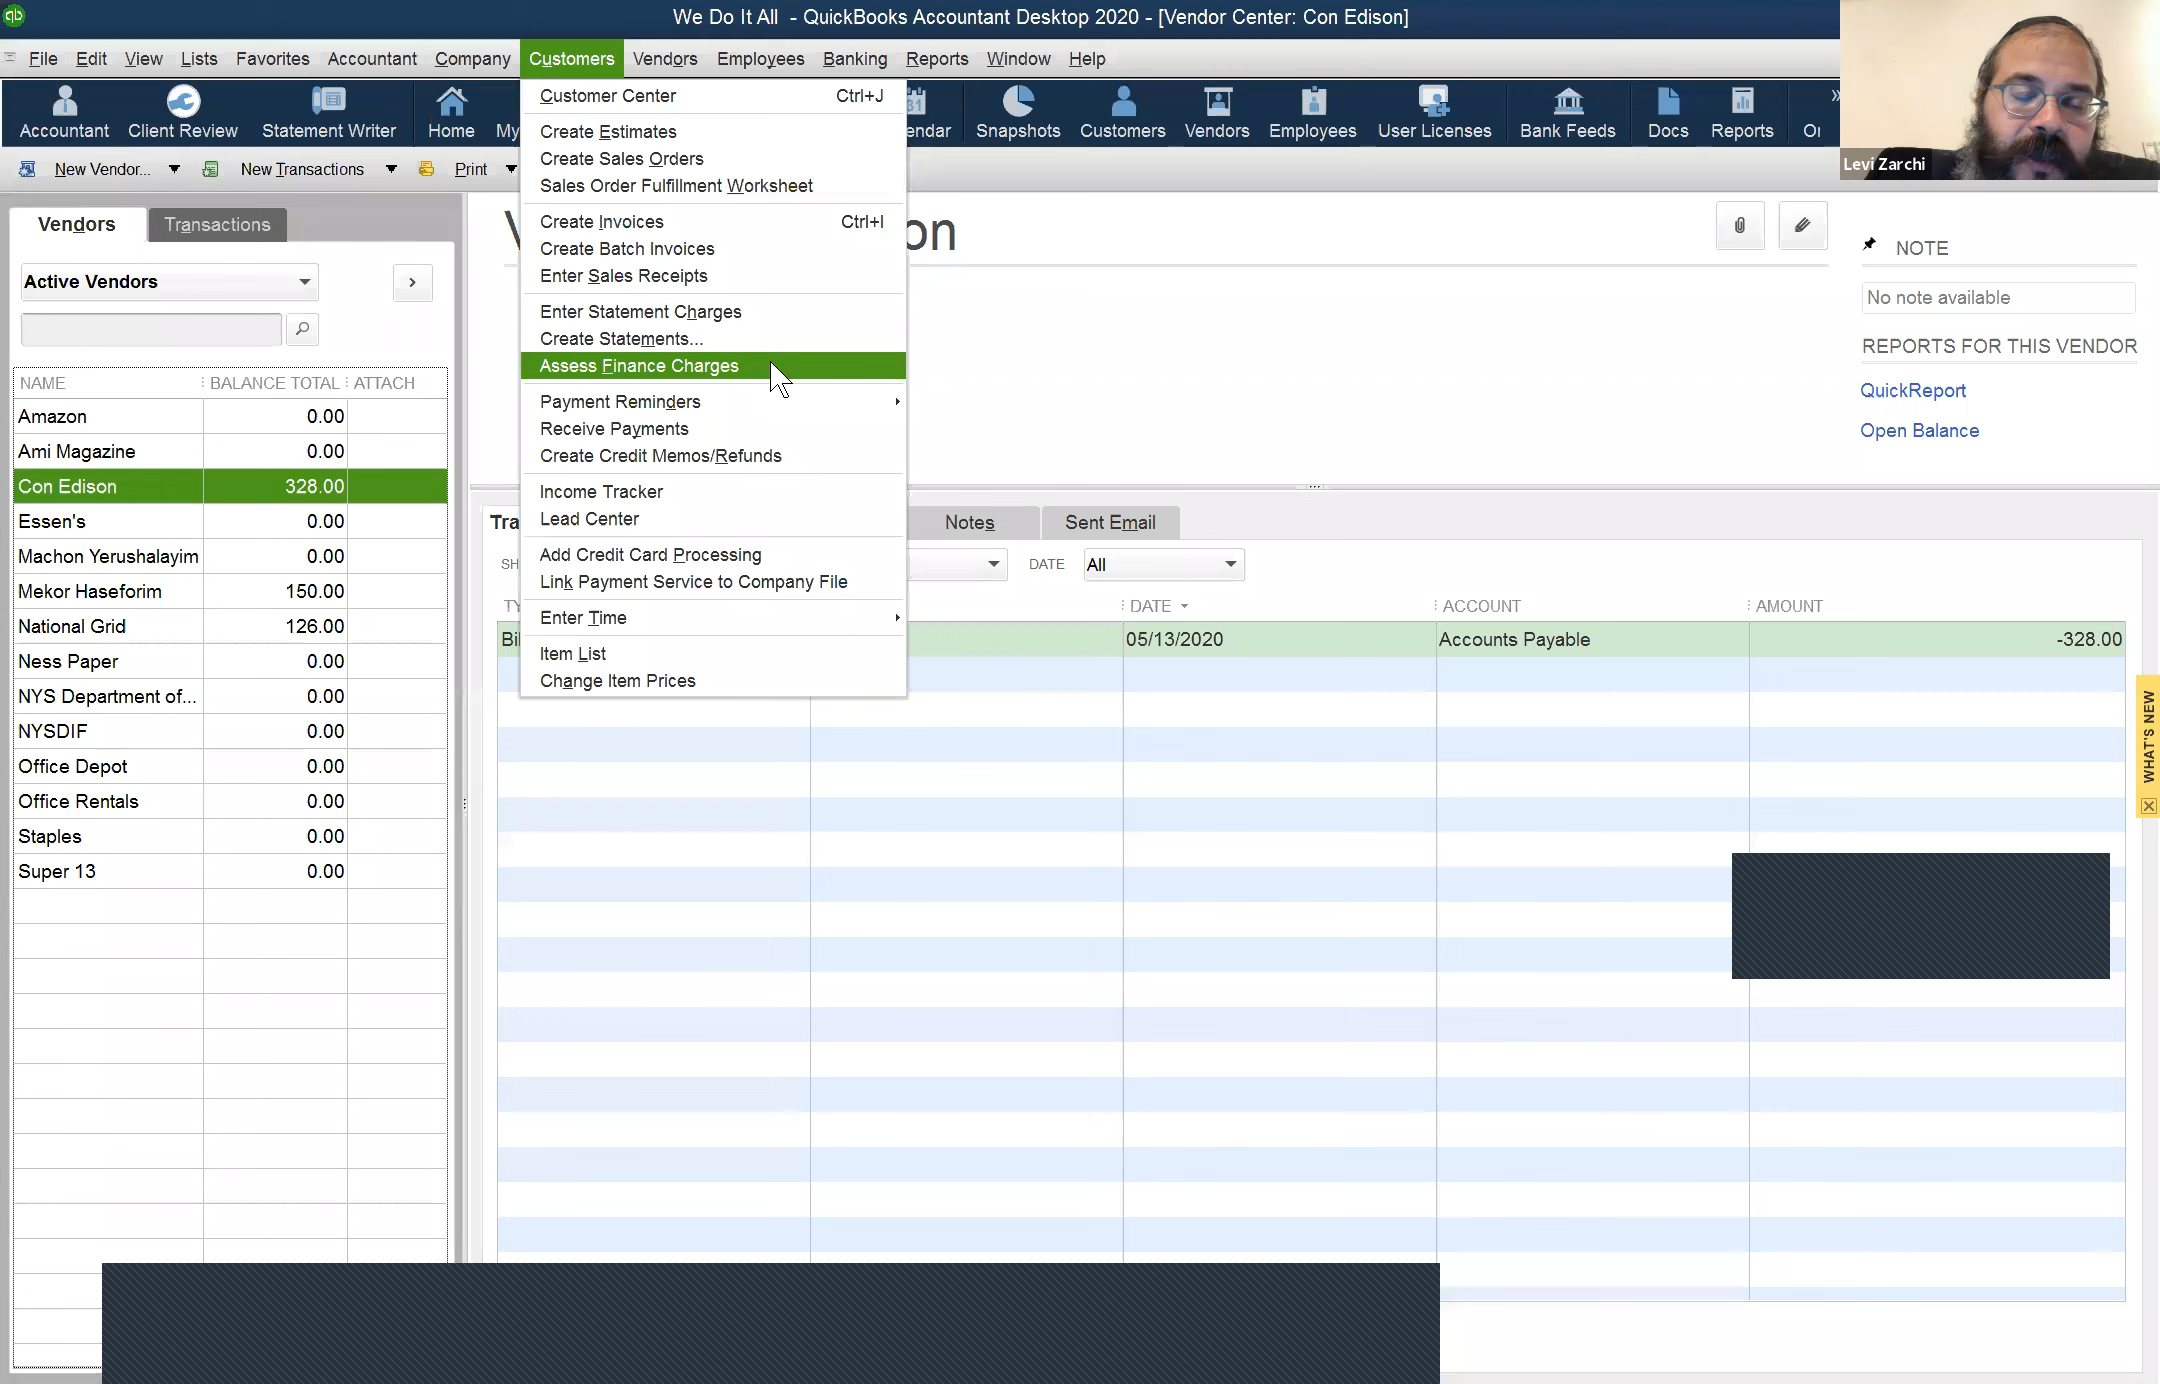 We Do It All - QuickBooks Accountant Desktop 2020 - [Vendor Center: Con Edison]
File Edit View Lists Favorites Accountant Company Customers Vendors Employees Banking Reports Window Help
Accountant Client Review Statement Writer Home My endar Snapshots Customers Vendors Employees User Licenses Bank Feeds Docs Reports
Levi Zarchi
New Vendor... New Transactions Print
Customer Center Ctrl+J
Create Estimates
Create Sales Orders
Sales Order Fulfillment Worksheet
Create Invoices Ctrl+I
Create Batch Invoices
Enter Sales Receipts
Enter Statement Charges
Create Statements...
Assess Finance Charges
Payment Reminders
Receive Payments
Create Credit Memos/Refunds
Income Tracker
Lead Center
Add Credit Card Processing
Link Payment Service to Company File
Enter Time
Item List
Change Item Prices
Vendors Transactions
Active Vendors
NAME BALANCE TOTAL ATTACH
Amazon 0.00
Ami Magazine 0.00
Con Edison 328.00
Essen's 0.00
Machon Yerushalayim 0.00
Mekor Haseforim 150.00
National Grid 126.00
Ness Paper 0.00
NYS Department of... 0.00
NYSDIF 0.00
Office Depot 0.00
Office Rentals 0.00
Staples 0.00
Super 13 0.00
on
NOTE
No note available
REPORTS FOR THIS VENDOR
QuickReport
Open Balance
Tra Notes Sent Email
SH DATE All
TY DATE ACCOUNT AMOUNT
Bil 05/13/2020 Accounts Payable -328.00
WHAT'S NEW